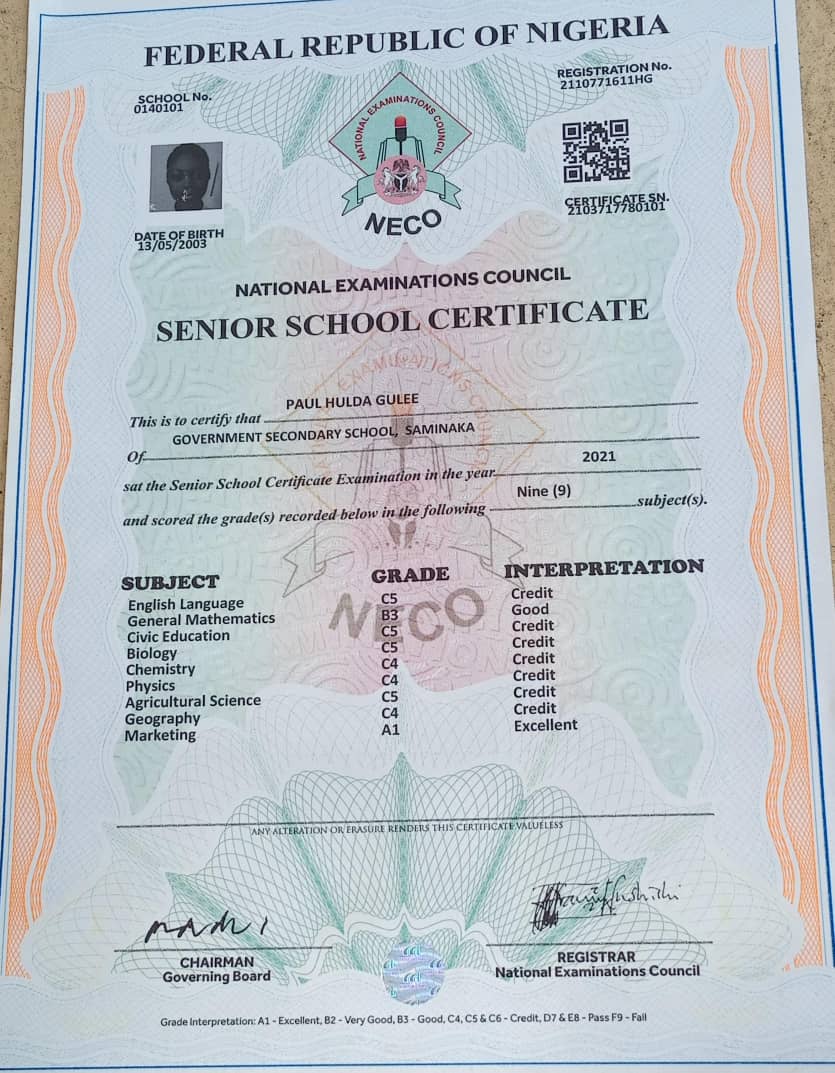 FEDERAL REPUBLIC OF NIGERIA
SCHOOL No.
0140101
REGISTRATION No.
2110771611HG
NATIONAL EXAMINATIONS COUNCIL
NECO
CERTIFICATE SN.
2103717780101
DATE OF BIRTH
13/05/2003
NATIONAL EXAMINATIONS COUNCIL
SENIOR SCHOOL CERTIFICATE
This is to certify that PAUL HULDA GULEE
Of GOVERNMENT SECONDARY SCHOOL, SAMINAKA
sat the Senior School Certificate Examination in the year 2021
and scored the grade(s) recorded below in the following Nine (9) subject(s).
SUBJECT GRADE INTERPRETATION
English Language C5 Credit
General Mathematics B3 Good
Civic Education C5 Credit
Biology C5 Credit
Chemistry C4 Credit
Physics C4 Credit
Agricultural Science C5 Credit
Geography C4 Credit
Marketing A1 Excellent
NECO
ANY ALTERATION OR ERASURE RENDERS THIS CERTIFICATE VALUELESS
CHAIRMAN
Governing Board
REGISTRAR
National Examinations Council
Grade Interpretation: A1 - Excellent, B2 - Very Good, B3 - Good, C4, C5 & C6 - Credit, D7 & E8 - Pass F9 - Fail